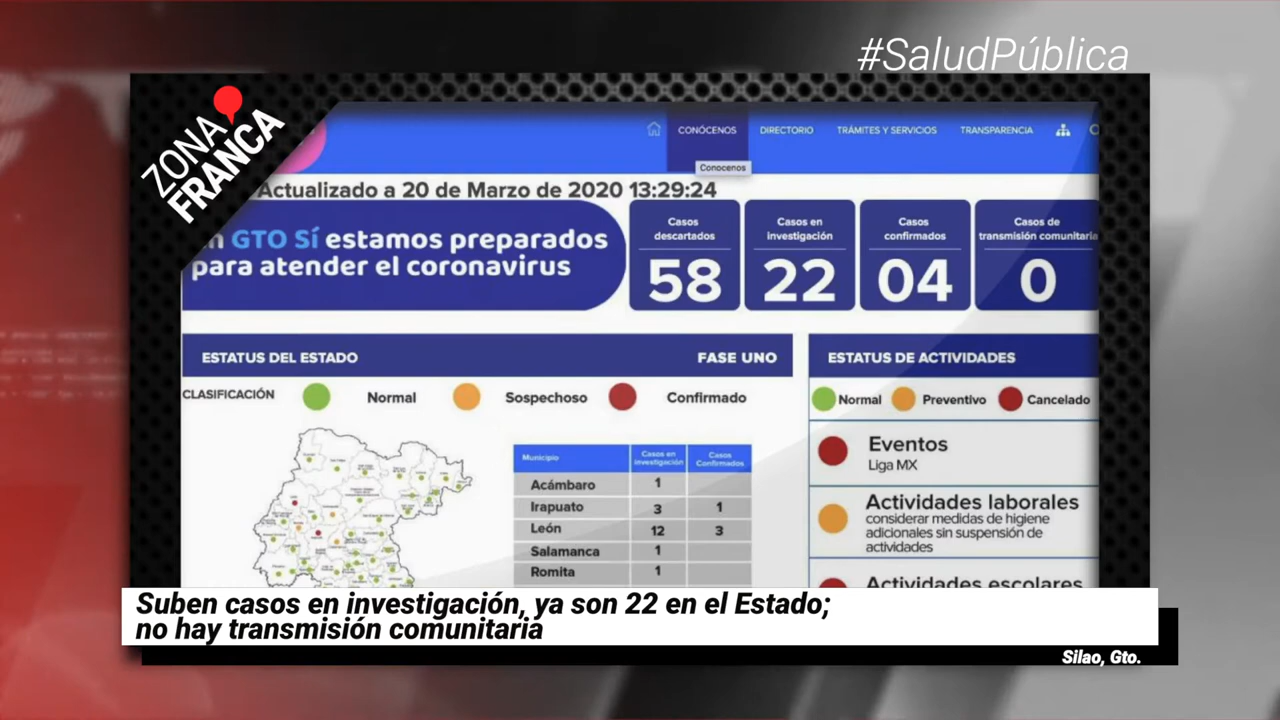 #SaludPública
ZONA
FRANCA
CONÓCENOS
DIRECTORIO
TRÁMITES Y SERVICIOS
TRANSPARENCIA
Conocenos
Actualizado a 20 de Marzo de 2020 13:29:24
GTO Sí estamos preparados
para atender el coronavirus
Casos
descartados
58
Casos en
investigación
22
Casos
confirmados
04
Casos de
transmisión comunitaria
0
ESTATUS DEL ESTADO FASE UNO
CLASIFICACIÓN Normal Sospechoso Confirmado
Municipio
Casos en
investigación
Casos
Confirmados
Acámbaro 1
Irapuato 3 1
León 12 3
Salamanca 1
Romita 1
ESTATUS DE ACTIVIDADES
Normal Preventivo Cancelado
Eventos
Liga MX
Actividades laborales
considerar medidas de higiene
adicionales sin suspensión de
actividades
Actividades escolares
Suben casos en investigación, ya son 22 en el Estado;
no hay transmisión comunitaria
Silao, Gto.